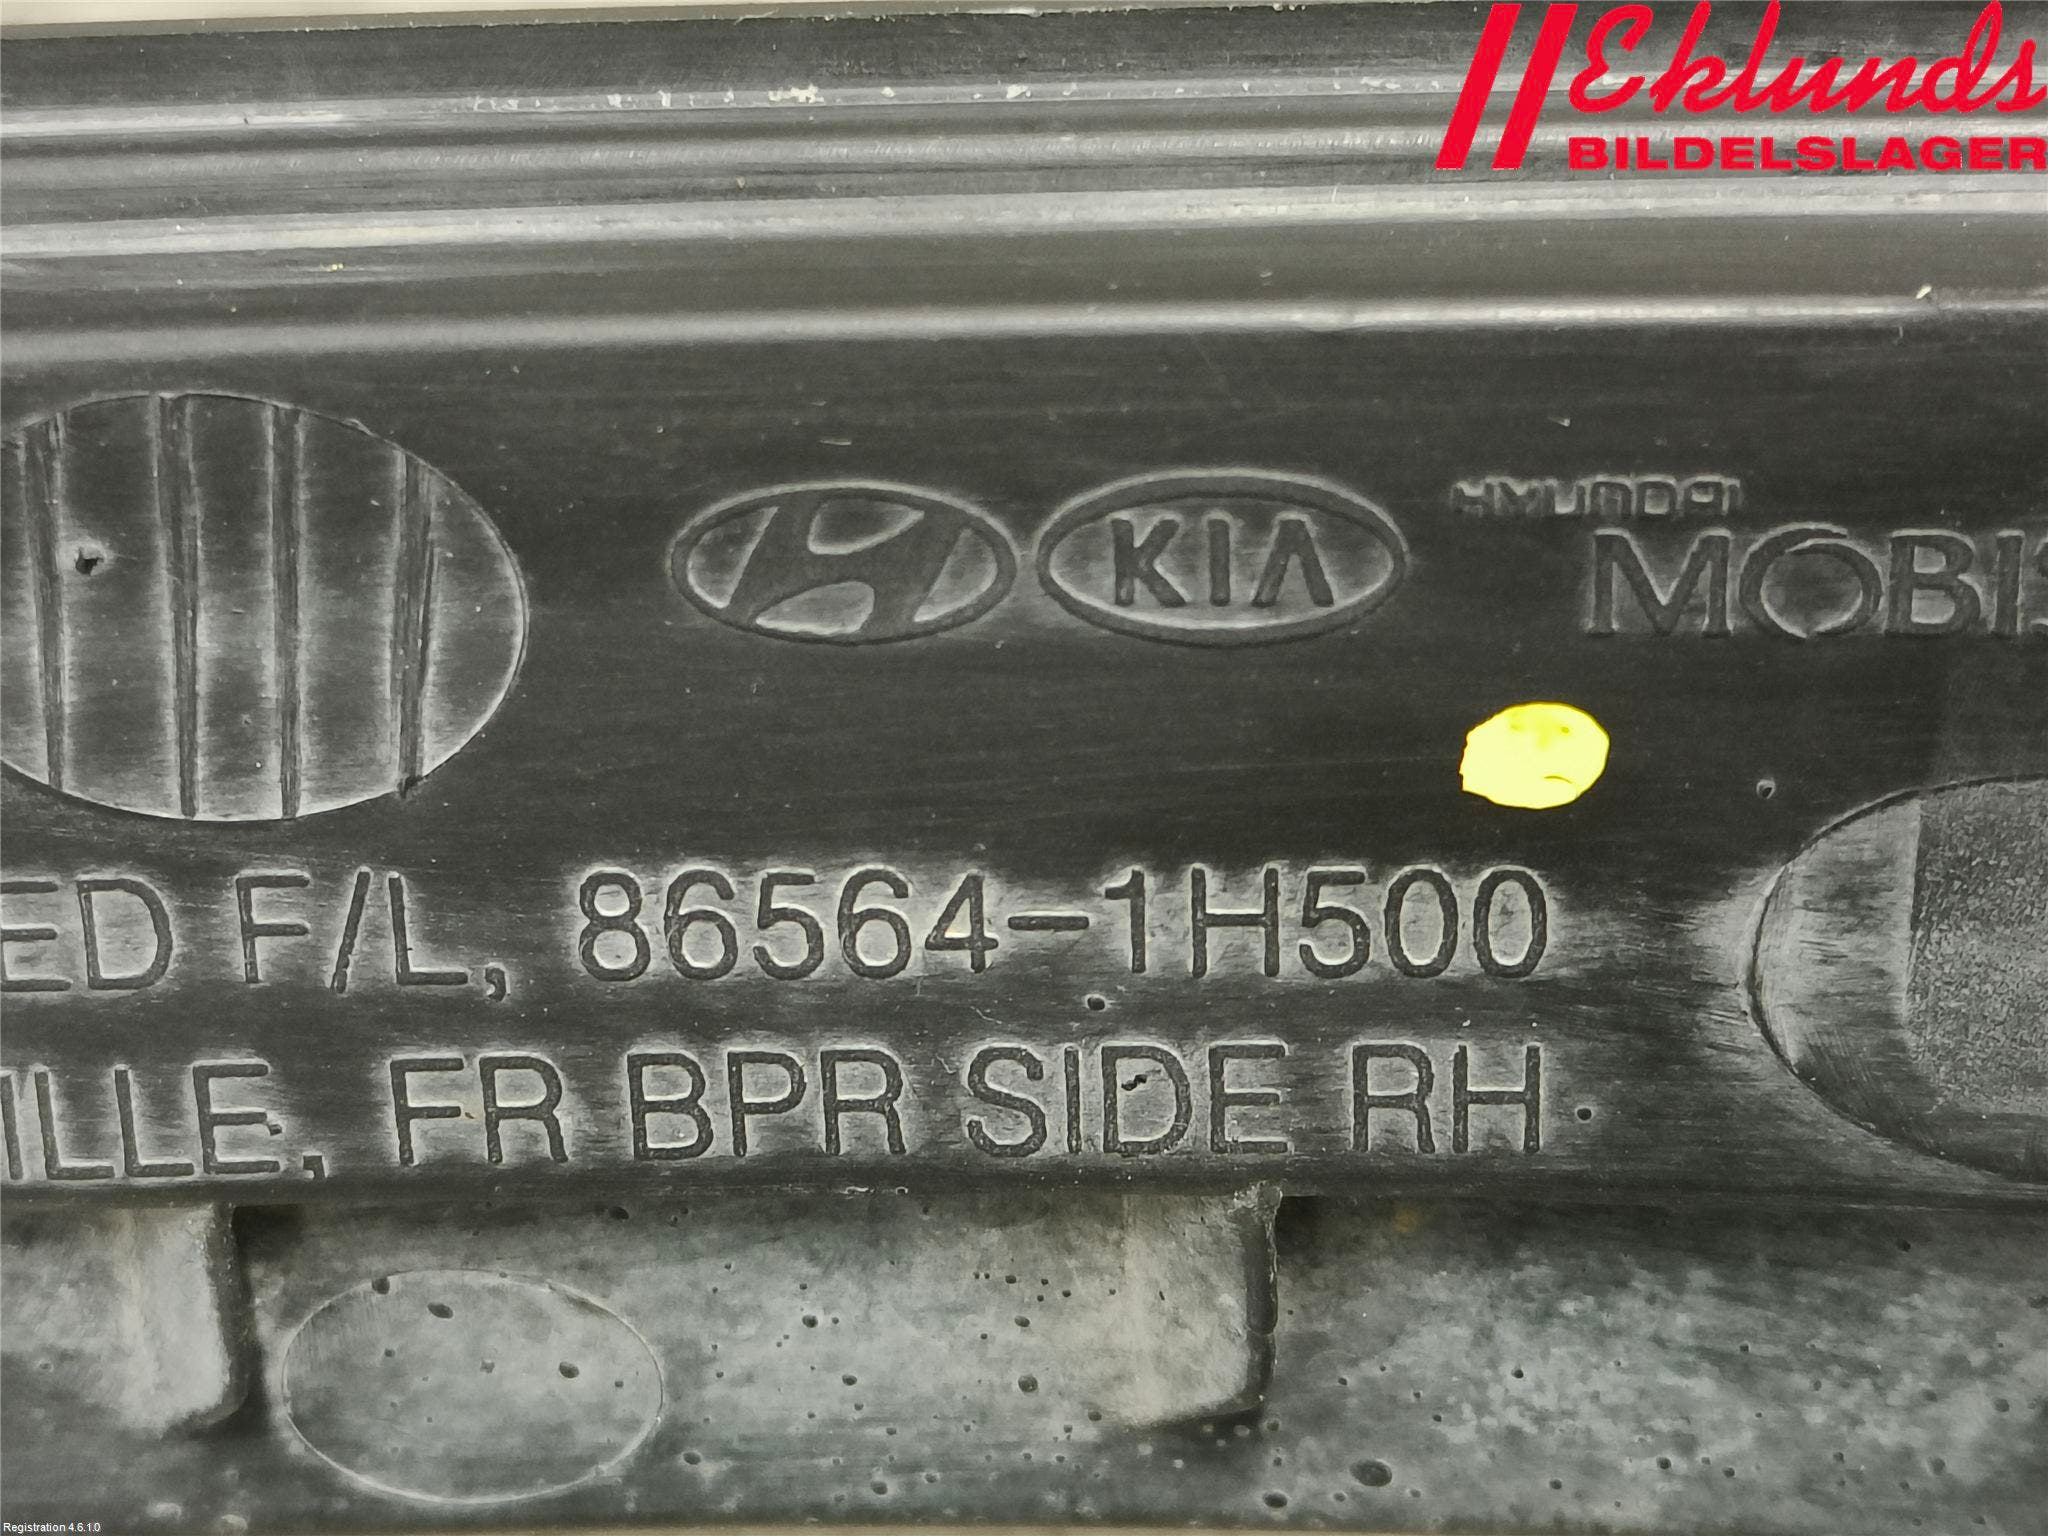 Eklunds
BILDELSLAGER
KIA
HYUNDAI
MOBIS
ED F/L, 86564-1H500
ILLE, FR BPR SIDE RH
Registration 4.6.1.0